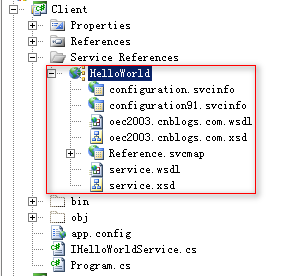 Client
Properties
References
Service References
HelloWorld
configuration.svcinfo
configuration91.svcinfo
oec2003.cnblogs.com.wsdl
oec2003.cnblogs.com.xsd
Reference.svcmap
service.wsdl
service.xsd
bin
obj
app.config
IHelloWorldService.cs
Program.cs